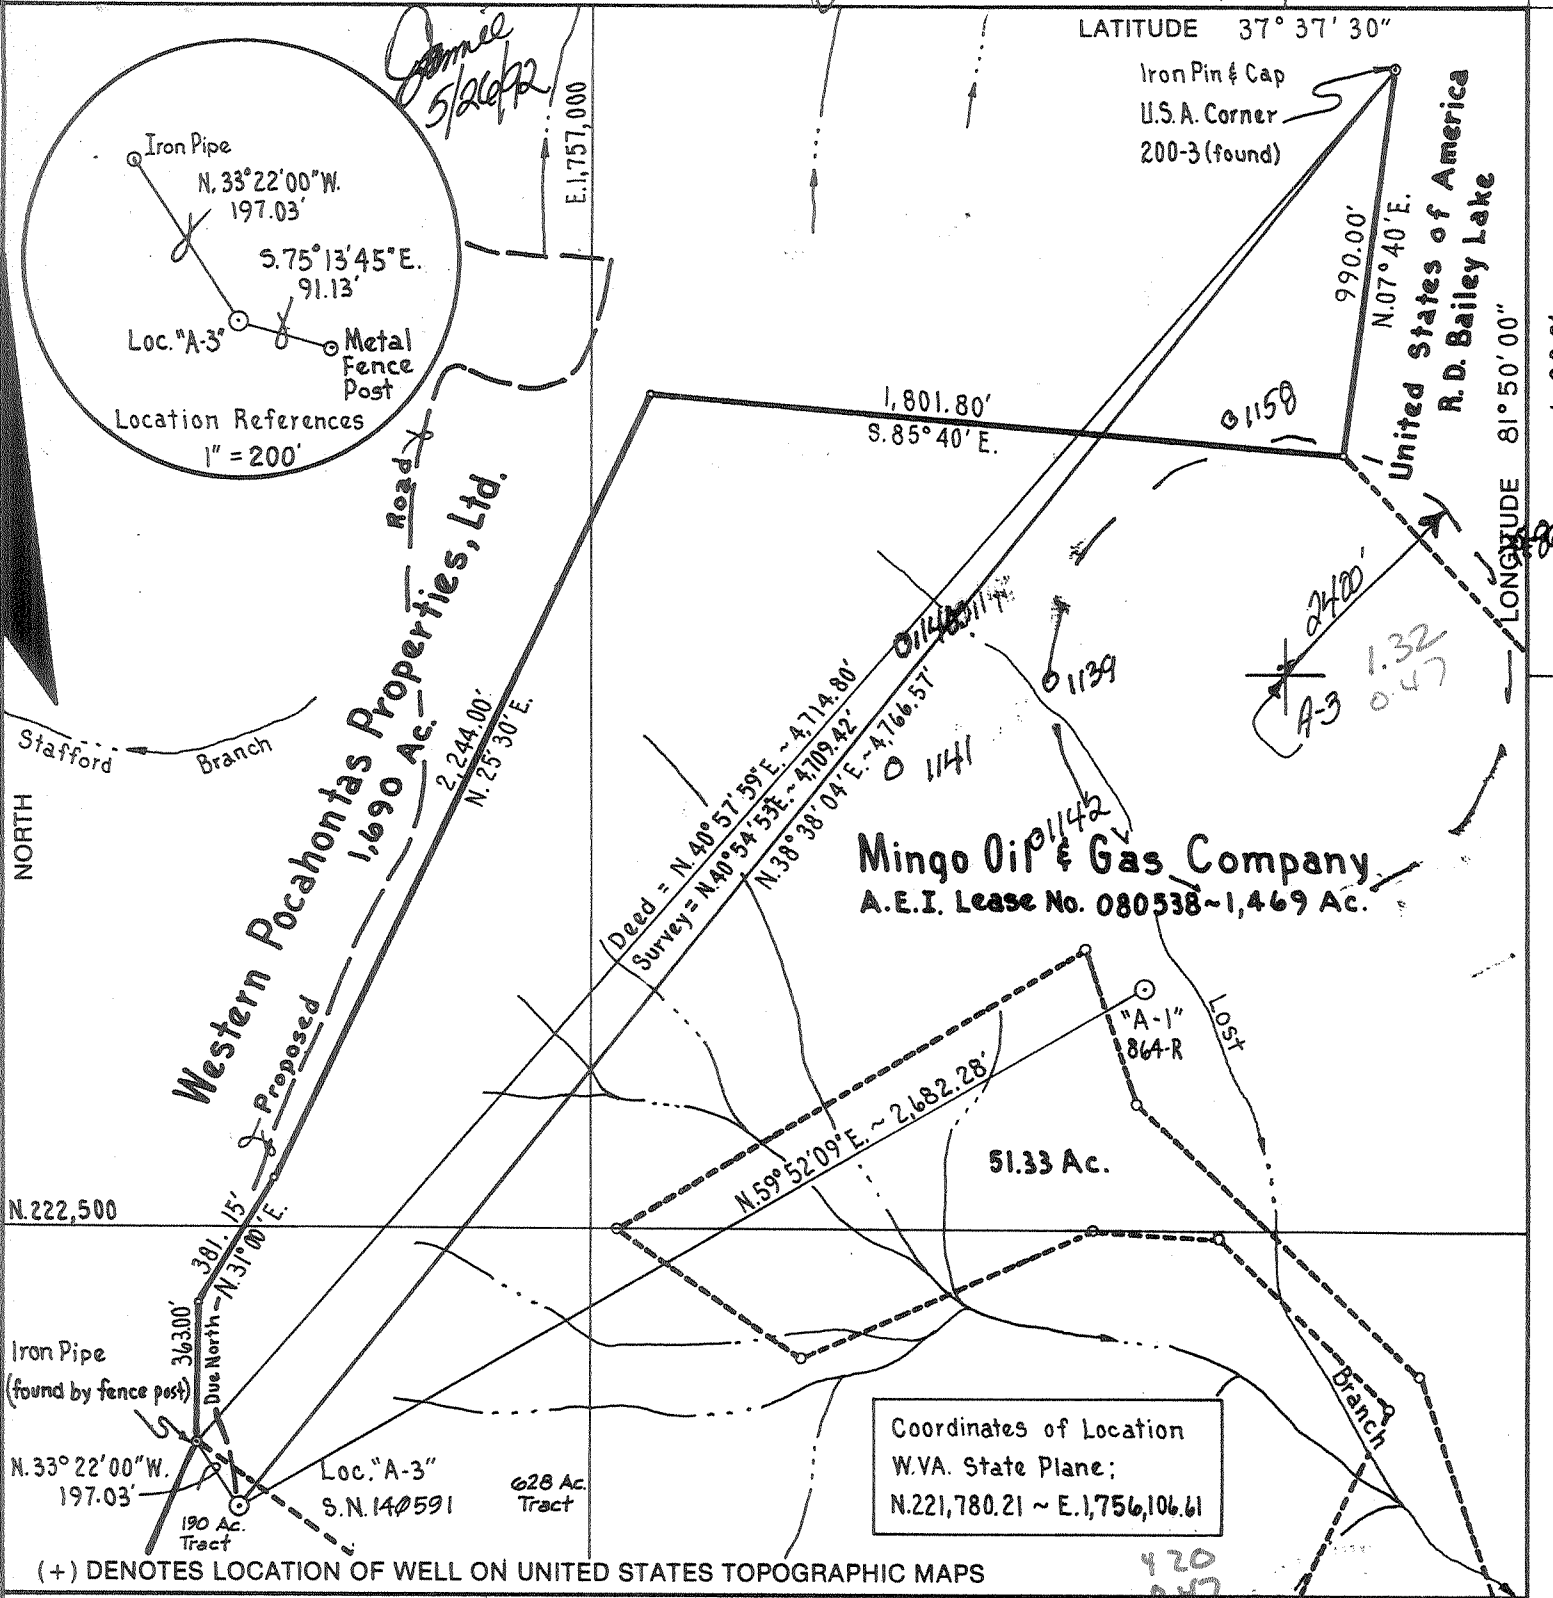 LATITUDE 37° 37' 30"
Jamie
5/26/92
E.1,757,000
Iron Pin & Cap
U.S.A. Corner
200-3 (found)
Iron Pipe
N. 33°22'00"W.
197.03'
S.75°13'45"E.
91.13'
Loc. "A-3"
Metal
Fence
Post
Location References
1" = 200'
990.00'
N.07°40'E.
United States of America
R.D. Bailey Lake
LONGITUDE 81°50'00"
1,801.80'
S.85°40'E.
1158
Road
Western Pocahontas Properties, Ltd.
1,690 Ac.
2,244.00'
N.25°30'E.
Stafford Branch
NORTH
Deed = N.40°57'59"E. ~ 4,714.80'
Survey = N.40°54'53"E. ~ 4,709.42'
N.38°38'04"E. ~ 4,766.57'
1139
1141
1142
2400'
A-3
1.32
0.47
Mingo Oil & Gas Company
A.E.I. Lease No. 080538 ~ 1,469 Ac.
"A-1"
864-R
Lost
Proposed
N.59°52'09"E. ~ 2,682.28'
51.33 Ac.
N.222,500
381.15'
N.31°00'E.
363.00'
Due North
Iron Pipe
(found by fence post)
N.33°22'00"W.
197.03'
Loc. "A-3"
S.N. 140591
190 Ac.
Tract
628 Ac.
Tract
Branch
Coordinates of Location
W.VA. State Plane;
N.221,780.21 ~ E.1,756,106.61
(+) DENOTES LOCATION OF WELL ON UNITED STATES TOPOGRAPHIC MAPS
4 20
0.47